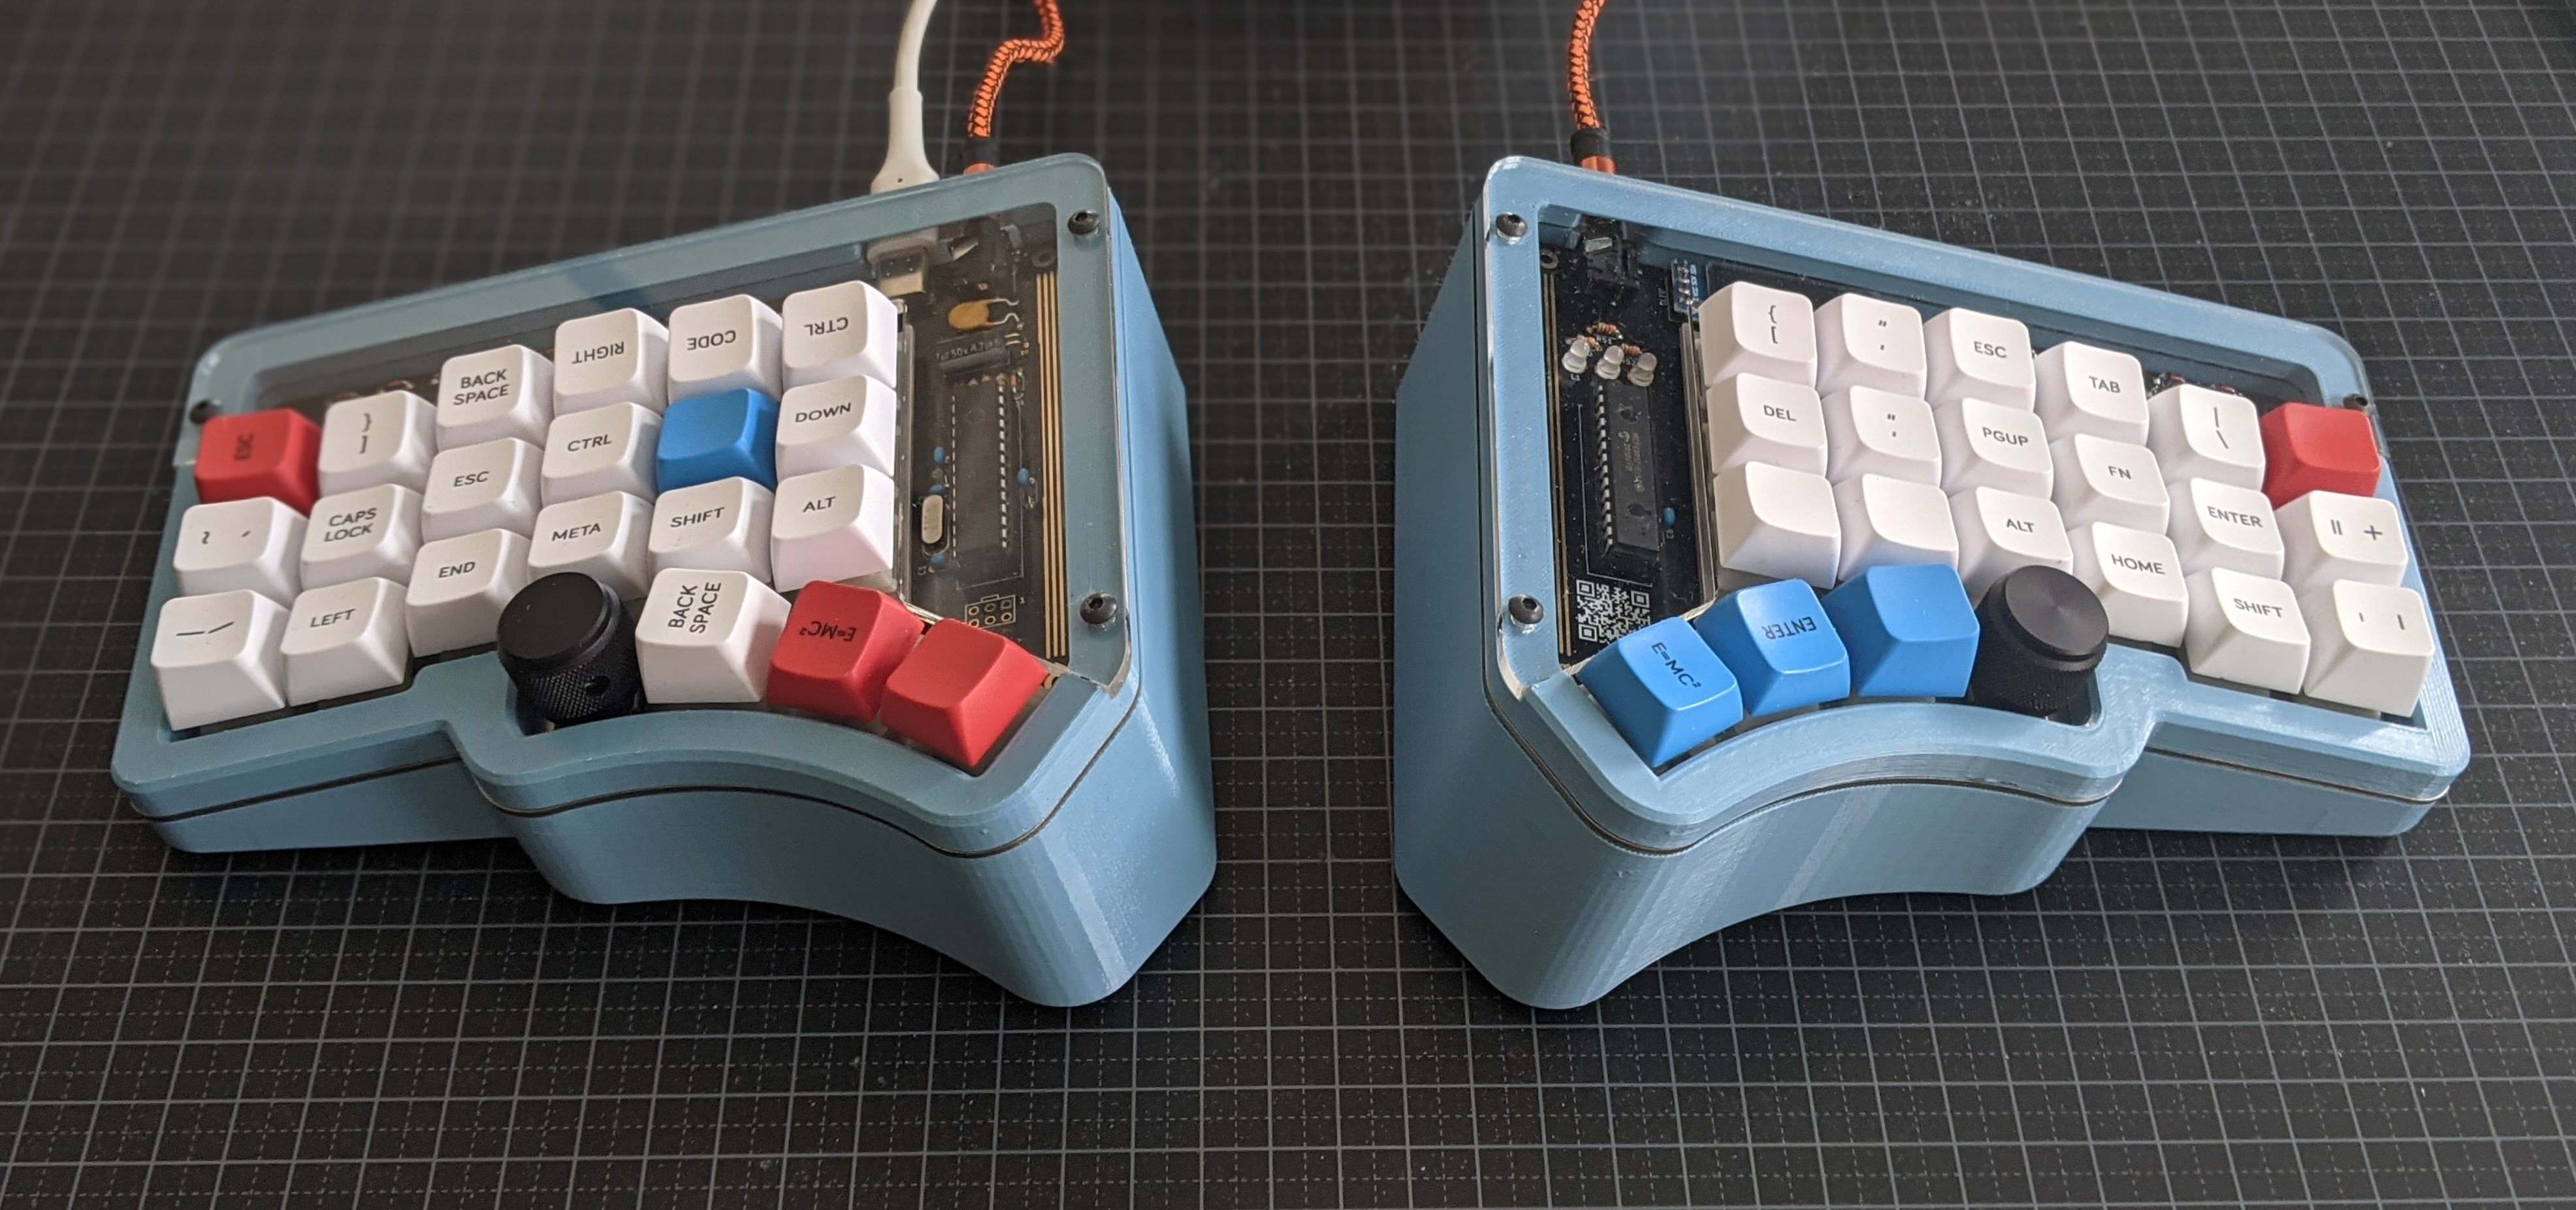 CTRL
CODE
RIGHT
BACK
SPACE
}
]
ESC
DOWN
CTRL
ESC
CAPS
LOCK
~ `
ALT
SHIFT
META
END
LEFT
BACK
SPACE
E=MC²
{
[
"
'
ESC
TAB
|
\
DEL
"
;
PGUP
FN
ENTER
= +
ALT
HOME
SHIFT
ENTER
E=MC²